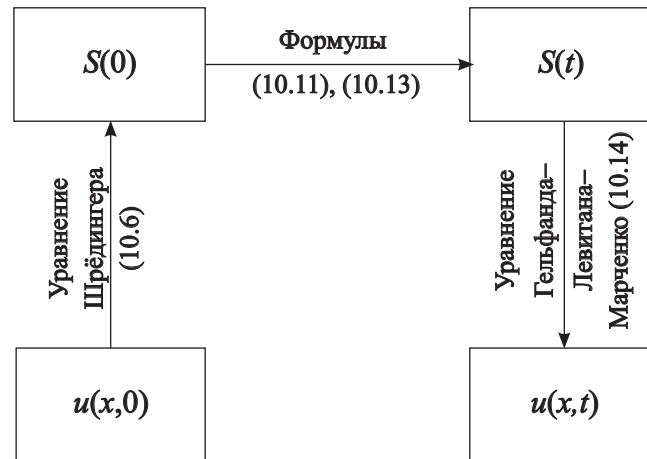 S(0)
Формулы
(10.11), (10.13)
S(t)
Уравнение
Шрёдингера
(10.6)
Уравнение
Гельфанда–
Левитана–
Марченко (10.14)
u(x,0)
u(x,t)